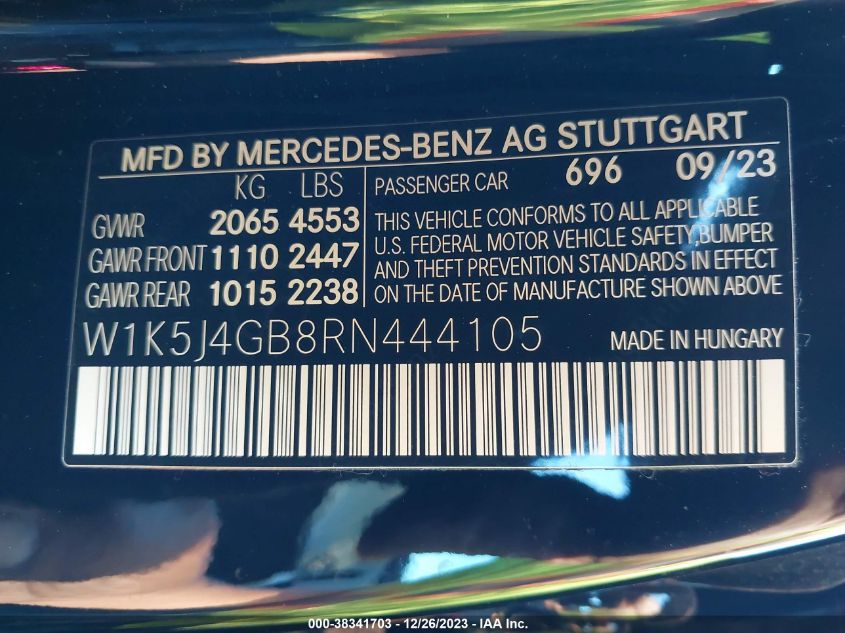 MFD BY MERCEDES-BENZ AG STUTTGART
KG LBS
GVWR 2065 4553
GAWR FRONT 1110 2447
GAWR REAR 1015 2238
PASSENGER CAR 696 09/23
THIS VEHICLE CONFORMS TO ALL APPLICABLE
U.S. FEDERAL MOTOR VEHICLE SAFETY, BUMPER
AND THEFT PREVENTION STANDARDS IN EFFECT
ON THE DATE OF MANUFACTURE SHOWN ABOVE
W1K5J4GB8RN444105
MADE IN HUNGARY
000-38341703 - 12/26/2023 - IAA Inc.